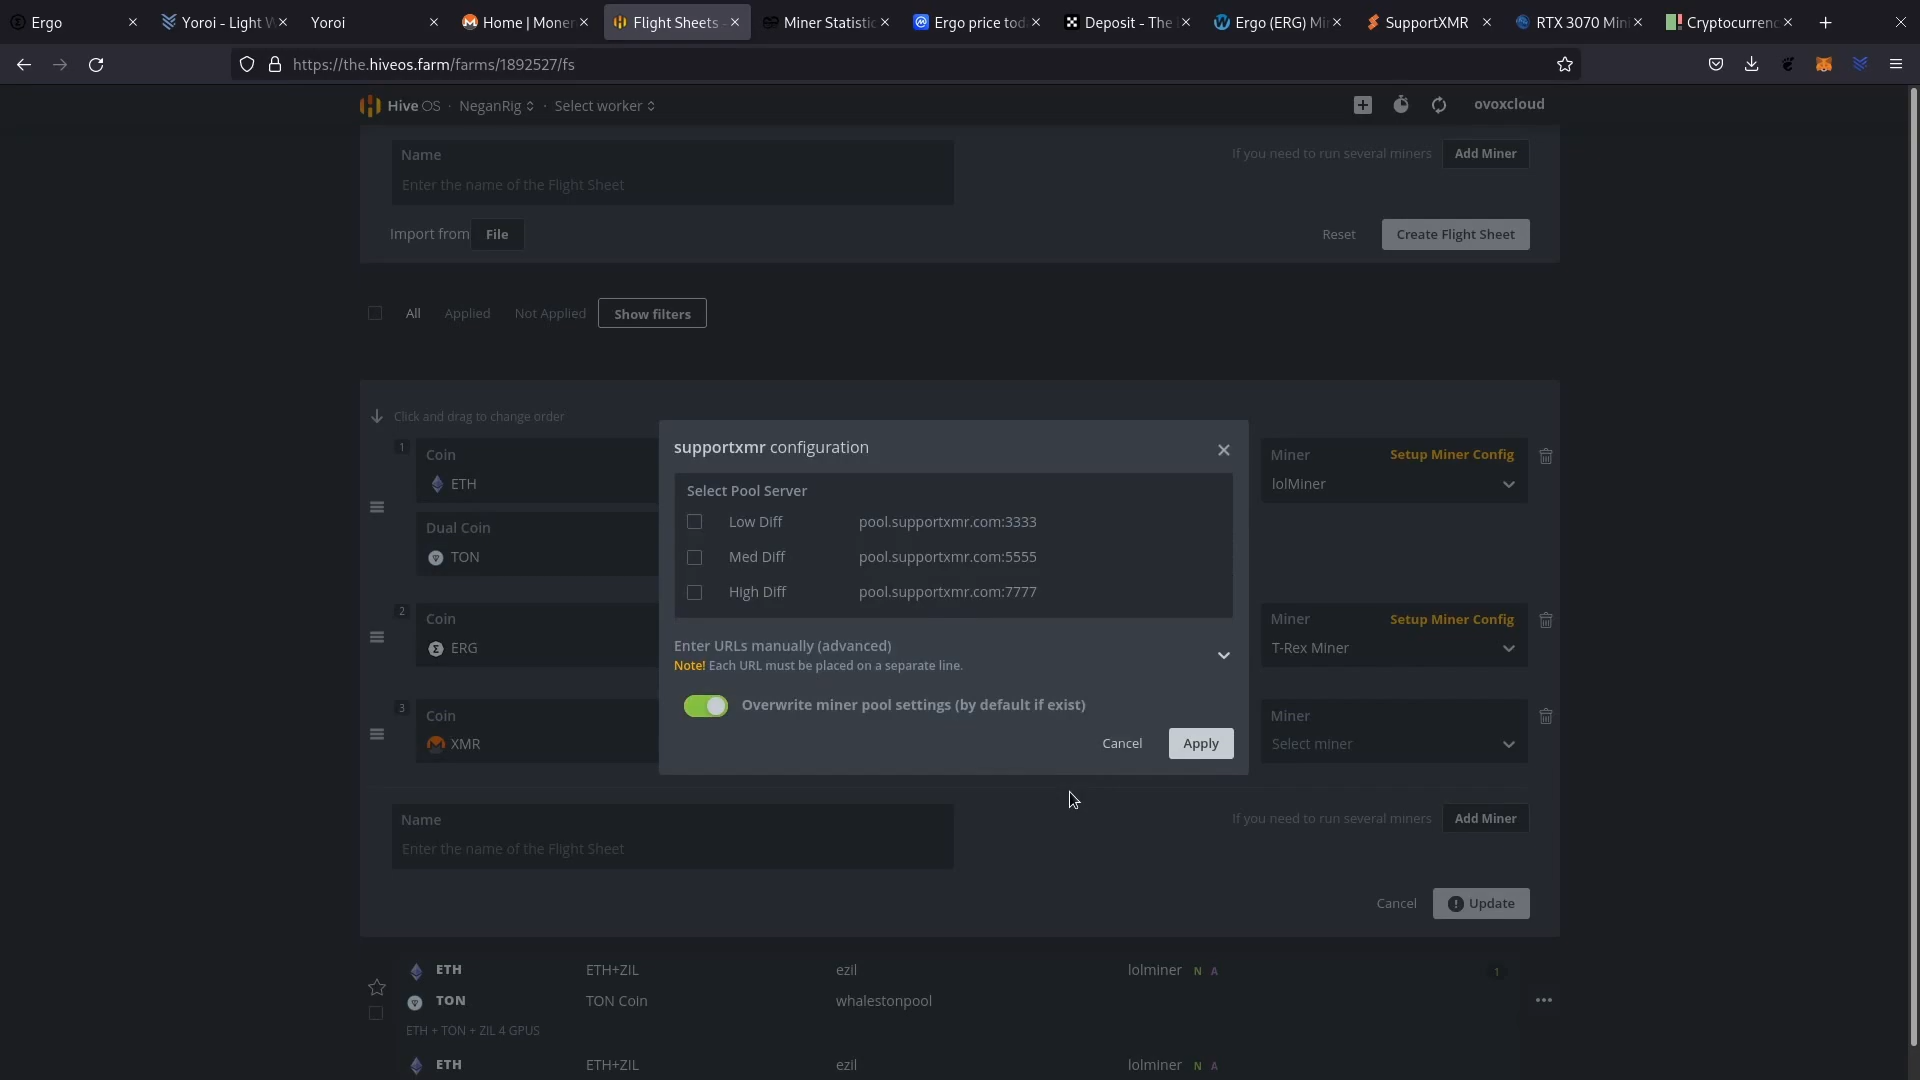 Ergo
Yoroi - Light W
Yoroi
Home | Moner
Flight Sheets -
Miner Statistic
Ergo price tod
Deposit - The
Ergo (ERG) Mi
SupportXMR
RTX 3070 Mini
Cryptocurrenc
https://the.hiveos.farm/farms/1892527/fs
Hive OS · NeganRig · Select worker
ovoxcloud
Name
Enter the name of the Flight Sheet
If you need to run several miners
Add Miner
Import from File
Reset
Create Flight Sheet
All
Applied
Not Applied
Show filters
Click and drag to change order
1
Coin
ETH
Dual Coin
TON
Miner
Setup Miner Config
lolMiner
2
Coin
ERG
Miner
Setup Miner Config
T-Rex Miner
3
Coin
XMR
Miner
Select miner
supportxmr configuration
Select Pool Server
Low Diff pool.supportxmr.com:3333
Med Diff pool.supportxmr.com:5555
High Diff pool.supportxmr.com:7777
Enter URLs manually (advanced)
Note! Each URL must be placed on a separate line.
Overwrite miner pool settings (by default if exist)
Cancel
Apply
Name
Enter the name of the Flight Sheet
If you need to run several miners
Add Miner
Cancel
Update
ETH ETH+ZIL ezil lolminer N A 1
TON TON Coin whalestonpool
ETH + TON + ZIL 4 GPUS
ETH ETH+ZIL ezil lolminer N A